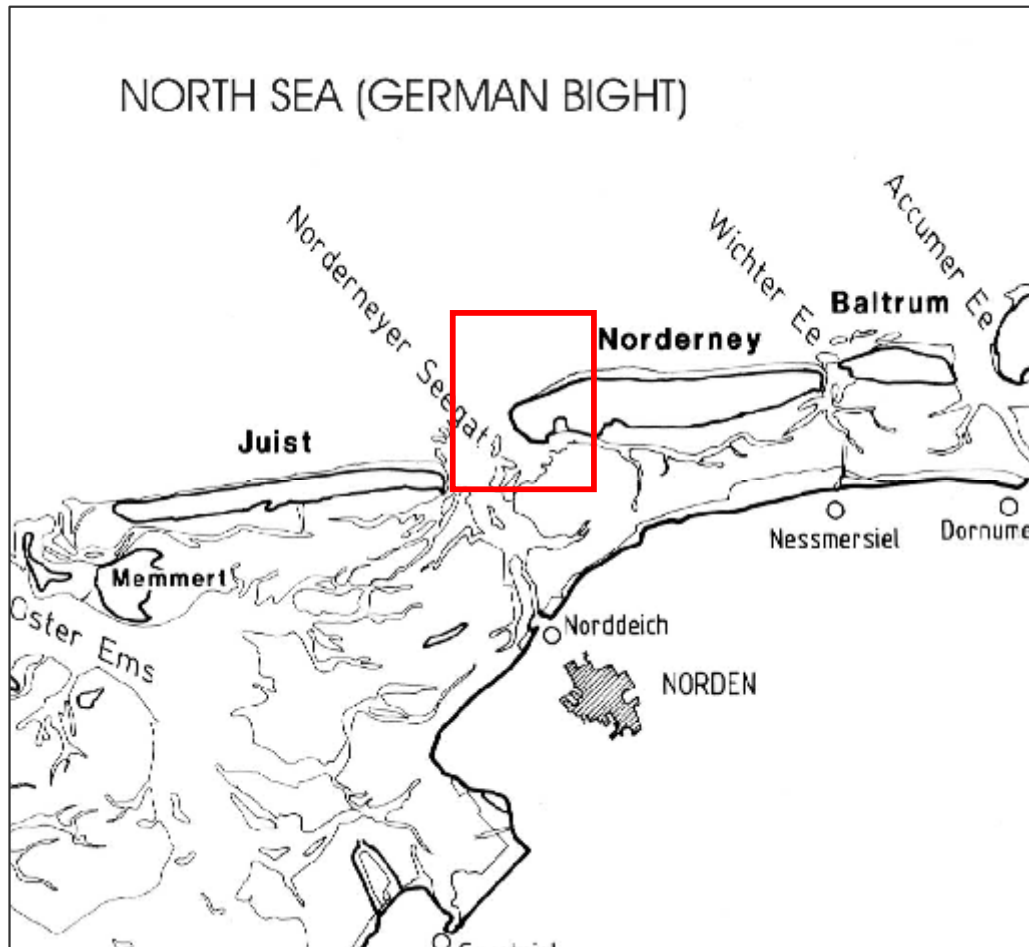 NORTH SEA (GERMAN BIGHT)
Accumer Ee
Wichter Ee
Norderneyer Seegat
Baltrum
Norderney
Juist
Nessmersiel
Dornume
Memmert
Oster Ems
Norddeich
NORDEN